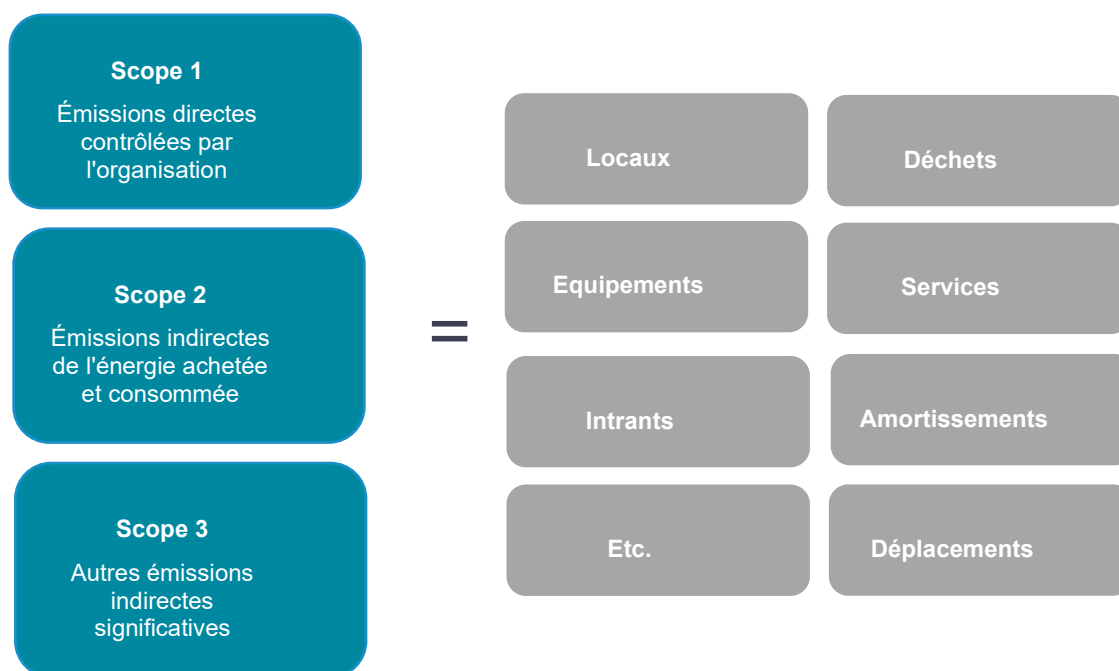 Scope 1
Émissions directes
contrôlées par
l'organisation
Scope 2
Émissions indirectes
de l'énergie achetée
et consommée
Scope 3
Autres émissions
indirectes
significatives
=
Locaux
Déchets
Equipements
Services
Intrants
Amortissements
Etc.
Déplacements